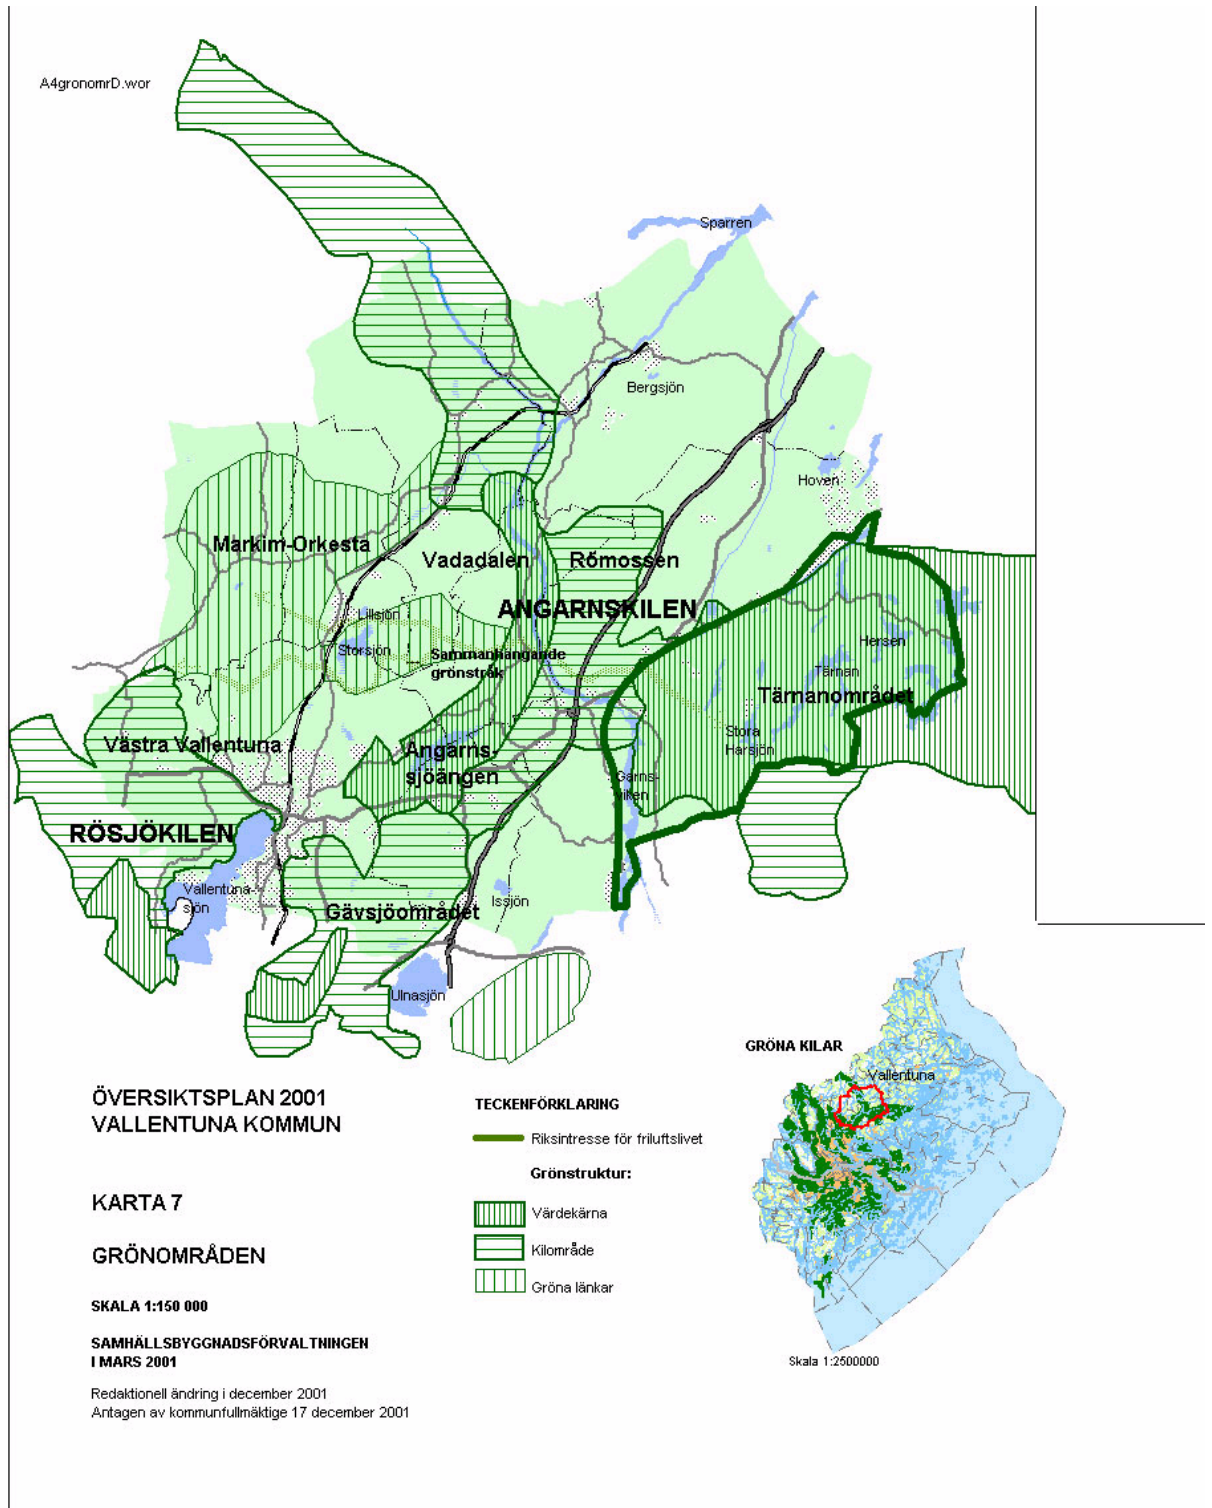 A4gronomrD.wor
Sparren
Bergsjön
Hoven
Markim-Orkesta
Vadadalen
Römossen
ANGARNSKILEN
Lillsjön
Storsjön
Sammanhängande
grönstråk
Hersen
Tärnan
Tärnanområdet
Stora
Harsjön
Västra Vallentuna
Angarns-
sjöängen
Garns-
viken
RÖSJÖKILEN
Vallentuna-
sjön
Gävsjöområdet
Issjön
Ulnasjön
GRÖNA KILAR
Vallentuna
Skala 1:2500000
ÖVERSIKTSPLAN 2001
VALLENTUNA KOMMUN
KARTA 7
GRÖNOMRÅDEN
SKALA 1:150 000
SAMHÄLLSBYGGNADSFÖRVALTNINGEN
I MARS 2001
Redaktionell ändring i december 2001
Antagen av kommunfullmäktige 17 december 2001
TECKENFÖRKLARING
Riksintresse för friluftslivet
Grönstruktur:
Värdekärna
Kilområde
Gröna länkar